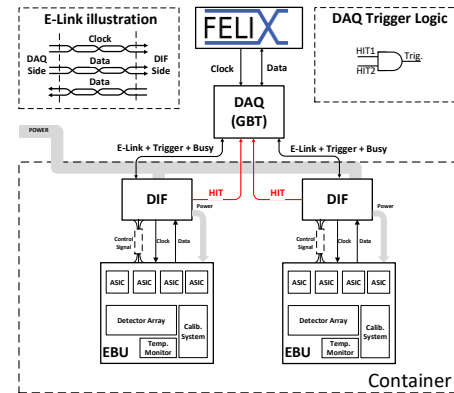 E-Link illustration
Clock
DAQ
Side
Data
DIF
Side
Data
FELIX
Clock
Data
DAQ Trigger Logic
HIT1
HIT2
Trig.
DAQ
(GBT)
POWER
E-Link + Trigger + Busy
E-Link + Trigger + Busy
DIF
HIT
HIT
DIF
Power
Power
Control
Signal
Clock
Data
Control
Signal
Clock
Data
ASIC
ASIC
ASIC
ASIC
Detector Array
Calib.
System
Temp.
Monitor
EBU
ASIC
ASIC
ASIC
ASIC
Detector Array
Calib.
System
Temp.
Monitor
EBU
Container